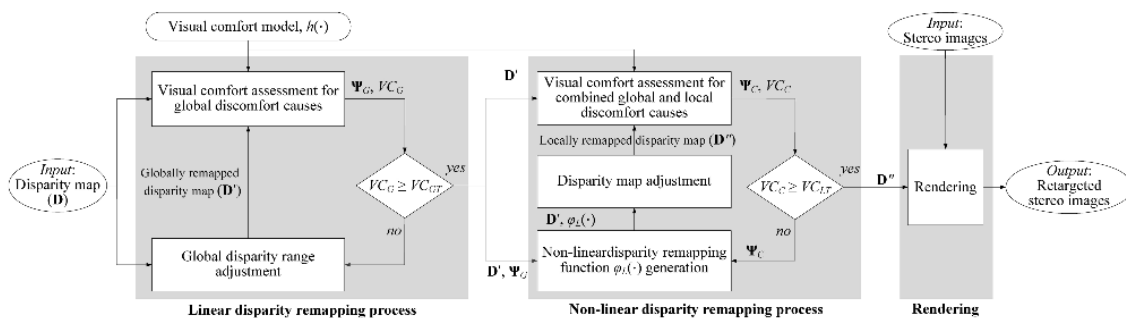 Visual comfort model, h(·)
Input:
Stereo images
Visual comfort assessment for
global discomfort causes
Ψ_G, VC_G
D'
Visual comfort assessment for
combined global and local
discomfort causes
Ψ_C, VC_C
Input:
Disparity map
(D)
Globally remapped
disparity map (D')
VC_G ≥ VC_GT
yes
no
Locally remapped disparity map (D'')
Disparity map adjustment
D', φ_L(·)
VC_C ≥ VC_LT
yes
no
D''
Rendering
Output:
Retargeted
stereo images
Global disparity range
adjustment
D', Ψ_G
Non-lineardisparity remapping
function φ_L(·) generation
Ψ_C
Linear disparity remapping process
Non-linear disparity remapping process
Rendering